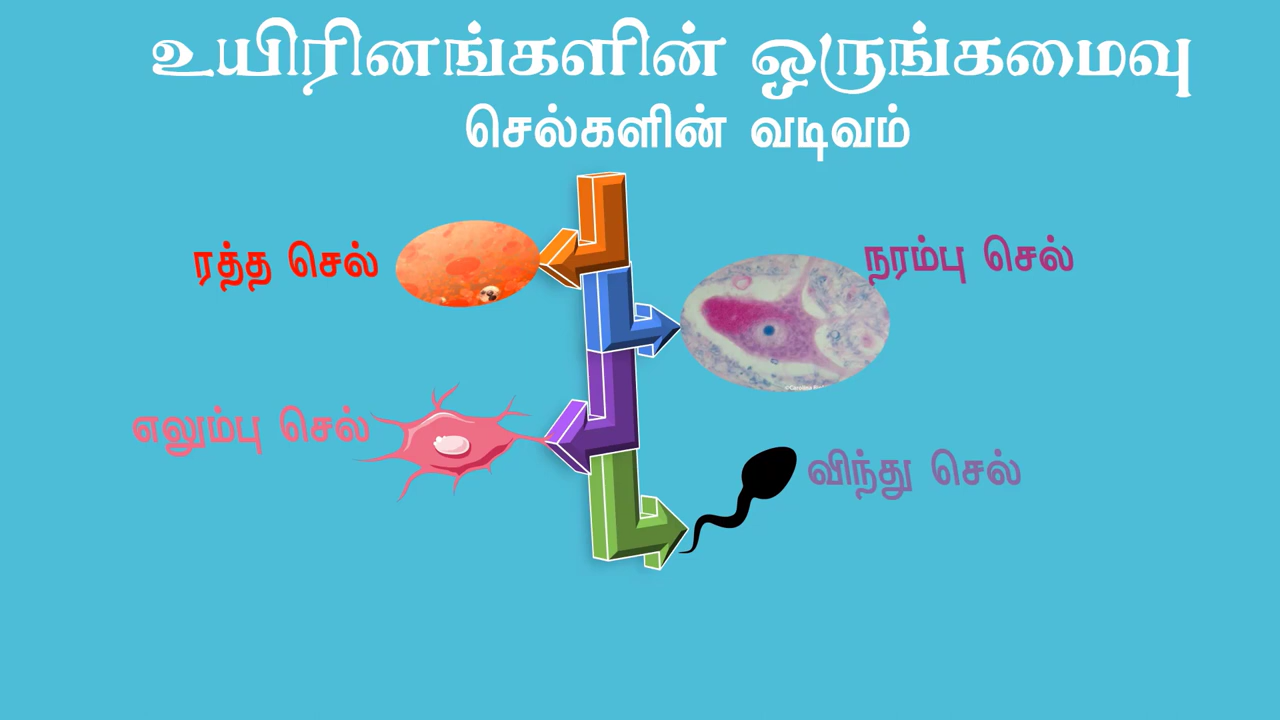 உயிரினங்களின் ஒருங்கமைவு
செல்களின் வடிவம்
ரத்த செல்
நரம்பு செல்
எலும்பு செல்
விந்து செல்